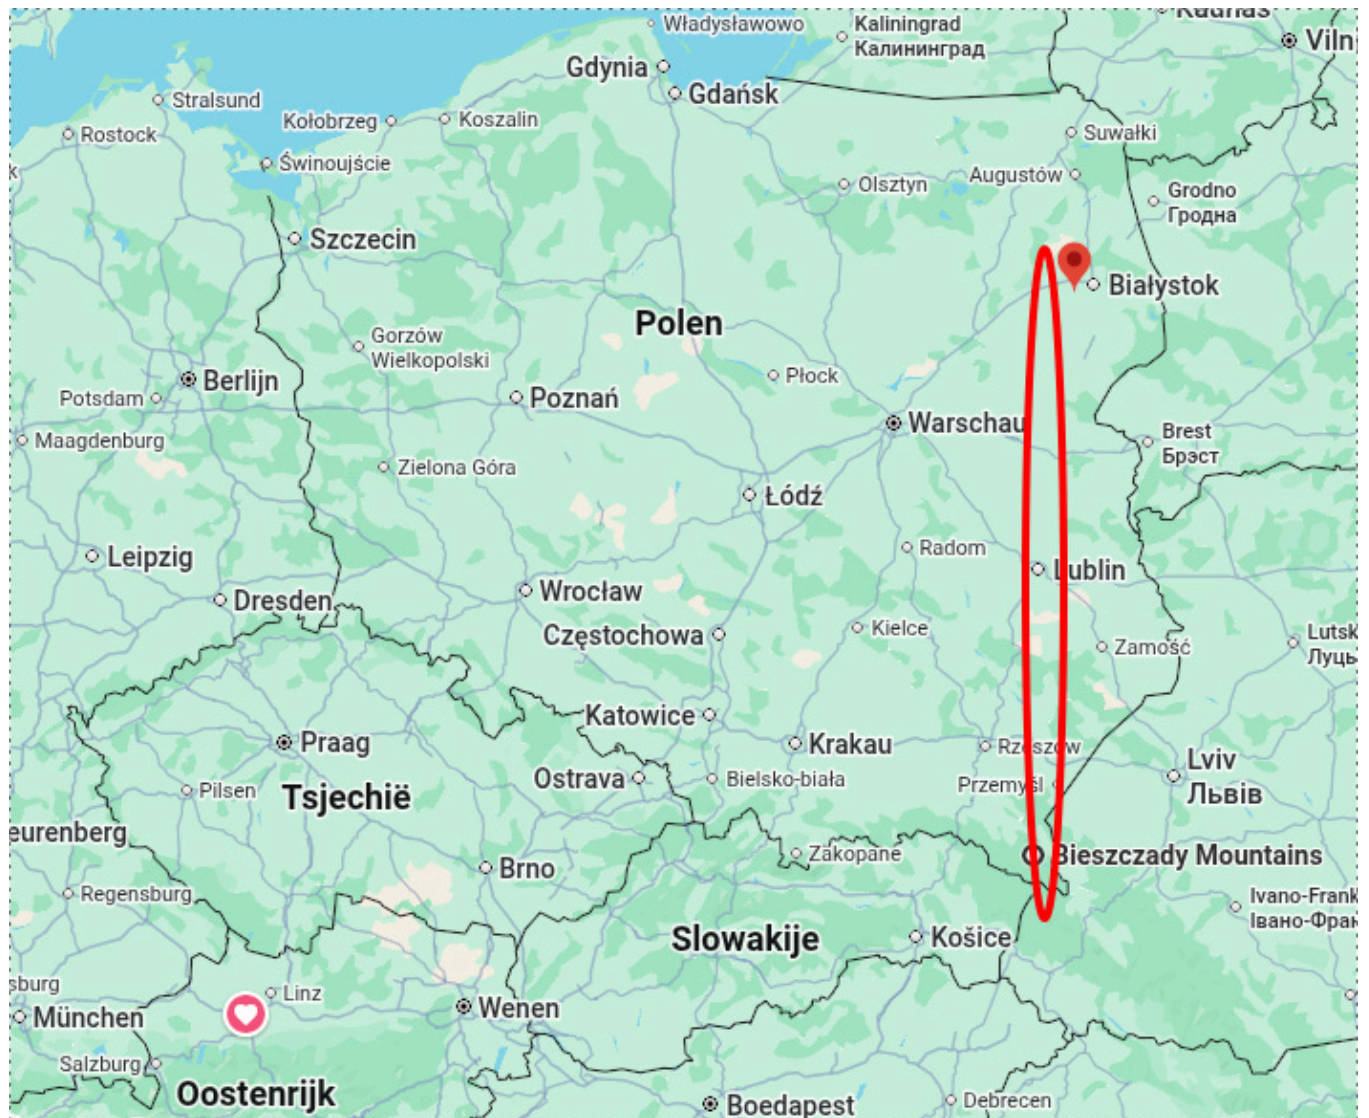 Władysławowo
Kaliningrad
Калининград
Kaunas
Viln
Gdynia
Gdańsk
Stralsund
Kołobrzeg
Koszalin
Suwałki
Rostock
Świnoujście
k
Olsztyn
Augustów
Grodno
Гродна
Szczecin
Białystok
Polen
Gorzów
Wielkopolski
Płock
Berlijn
Potsdam
Poznań
Warschau
Maagdenburg
Brest
Брэст
Zielona Góra
Łódź
Radom
Leipzig
Lublin
Wrocław
Dresden
Częstochowa
Kielce
Zamość
Lutsk
Луць
Katowice
Krakau
Rzeszów
Praag
Lviv
Львів
Ostrava
Bielsko-biała
Przemyśl
Pilsen
Tsjechië
eurenberg
Brno
Zakopane
Bieszczady Mountains
Regensburg
Ivano-Frank
Івано-Фран
Slowakije
Košice
sburg
Linz
Wenen
München
Salzburg
Oostenrijk
Boedapest
Debrecen